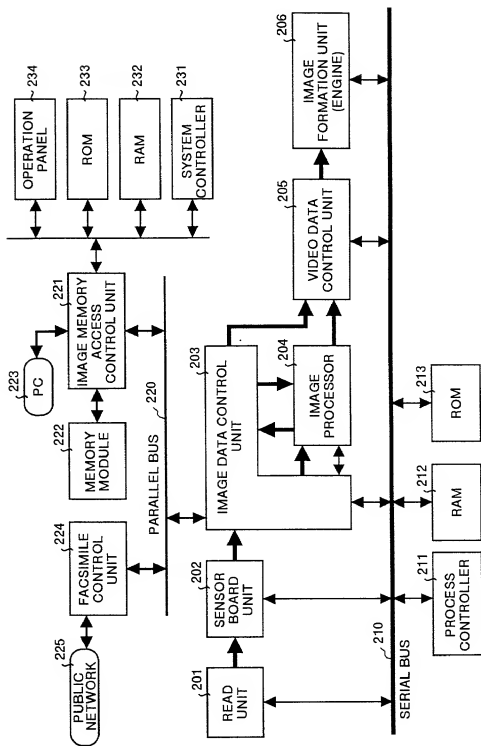 234
OPERATION
PANEL
233
ROM
232
RAM
231
SYSTEM
CONTROLLER
221
IMAGE MEMORY
ACCESS
CONTROL UNIT
223
PC
222
MEMORY
MODULE
224
FACSIMILE
CONTROL
UNIT
225
PUBLIC
NETWORK
220
PARALLEL BUS
206
IMAGE
FORMATION UNIT
(ENGINE)
205
VIDEO DATA
CONTROL UNIT
203
IMAGE DATA CONTROL
UNIT
204
IMAGE
PROCESSOR
202
SENSOR
BOARD
UNIT
201
READ
UNIT
210
SERIAL BUS
211
PROCESS
CONTROLLER
212
RAM
213
ROM